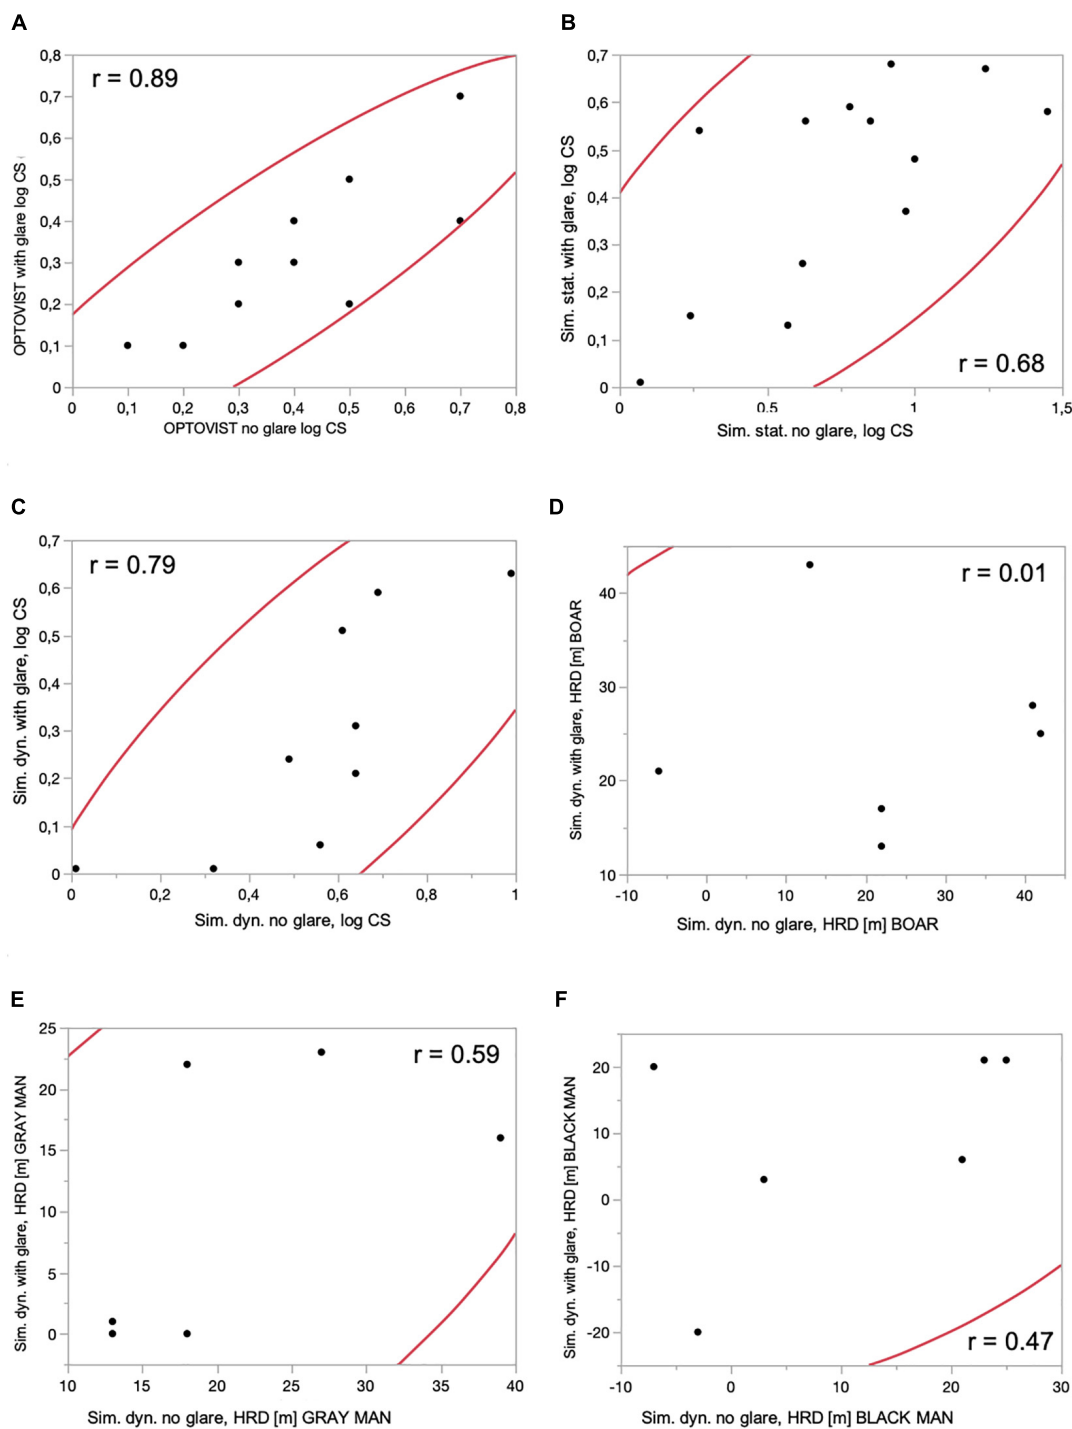 A
r = 0.89
0,8
0,7
0,6
0,5
0,4
0,3
0,2
0,1
0
OPTOVIST with glare log CS
0 0,1 0,2 0,3 0,4 0,5 0,6 0,7 0,8
OPTOVIST no glare log CS
B
0,7
0,6
0,5
0,4
0,3
0,2
0,1
0
Sim. stat. with glare, log CS
r = 0.68
0 0.5 1 1,5
Sim. stat. no glare, log CS
C
r = 0.79
0,7
0,6
0,5
0,4
0,3
0,2
0,1
0
Sim. dyn. with glare, log CS
0 0,2 0,4 0,6 0,8 1
Sim. dyn. no glare, log CS
D
r = 0.01
40
30
20
10
Sim. dyn. with glare, HRD [m] BOAR
-10 0 10 20 30 40
Sim. dyn. no glare, HRD [m] BOAR
E
r = 0.59
25
20
15
10
5
0
Sim. dyn. with glare, HRD [m] GRAY MAN
10 15 20 25 30 35 40
Sim. dyn. no glare, HRD [m] GRAY MAN
F
20
10
0
-10
-20
Sim. dyn. with glare, HRD [m] BLACK MAN
r = 0.47
-10 0 10 20 30
Sim. dyn. no glare, HRD [m] BLACK MAN